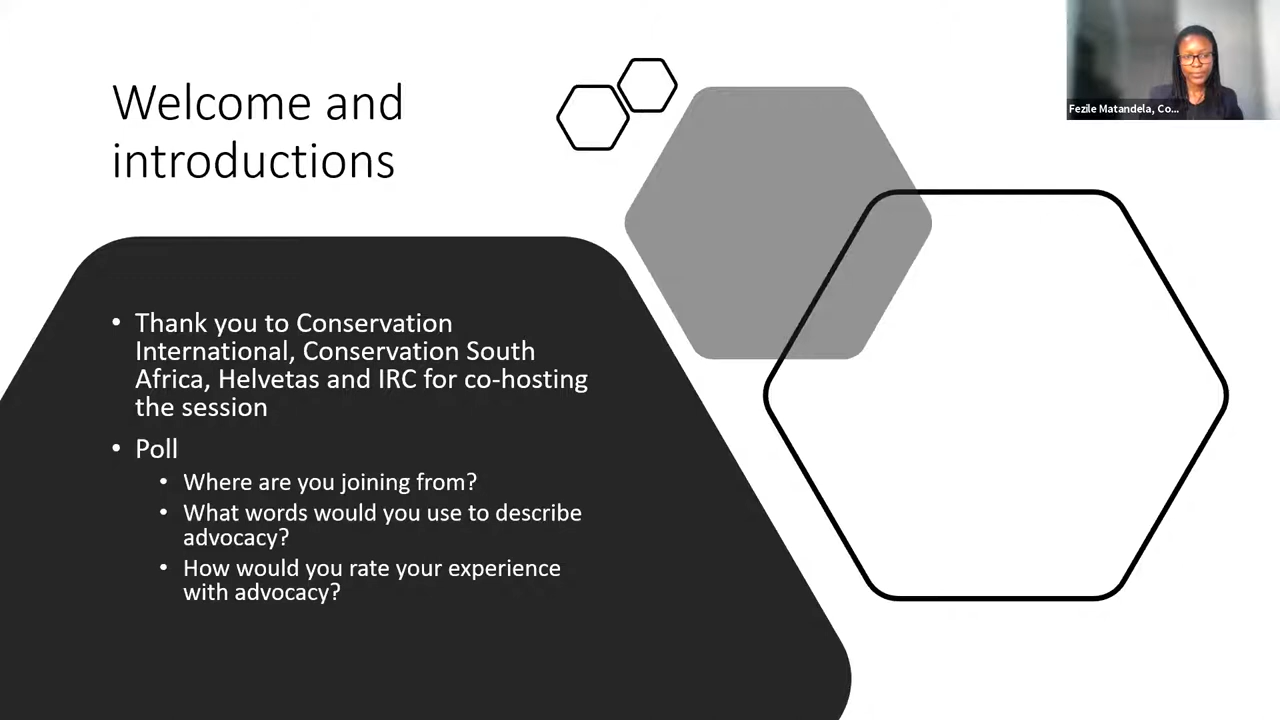 Welcome and
introductions
• Thank you to Conservation
International, Conservation South
Africa, Helvetas and IRC for co-hosting
the session
• Poll
• Where are you joining from?
• What words would you use to describe
advocacy?
• How would you rate your experience
with advocacy?
Fezile Matandela, Co...